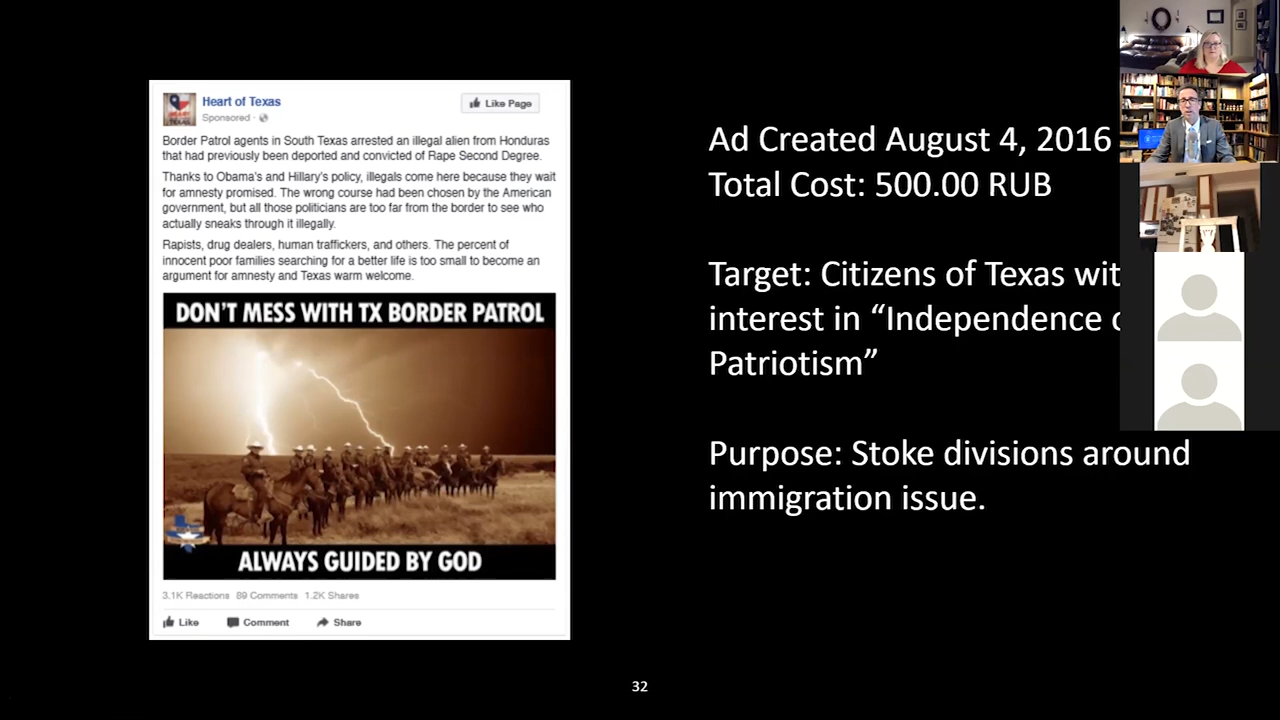 Heart of Texas
Sponsored ·
Like Page
Border Patrol agents in South Texas arrested an illegal alien from Honduras
that had previously been deported and convicted of Rape Second Degree.
Thanks to Obama's and Hillary's policy, illegals come here because they wait
for amnesty promised. The wrong course had been chosen by the American
government, but all those politicians are too far from the border to see who
actually sneaks through it illegally.
Rapists, drug dealers, human traffickers, and others. The percent of
innocent poor families searching for a better life is too small to become an
argument for amnesty and Texas warm welcome.
DON'T MESS WITH TX BORDER PATROL
ALWAYS GUIDED BY GOD
3.1K Reactions 89 Comments 1.2K Shares
Like Comment Share
Ad Created August 4, 2016
Total Cost: 500.00 RUB
Target: Citizens of Texas wit
interest in “Independence
Patriotism”
Purpose: Stoke divisions around
immigration issue.
32